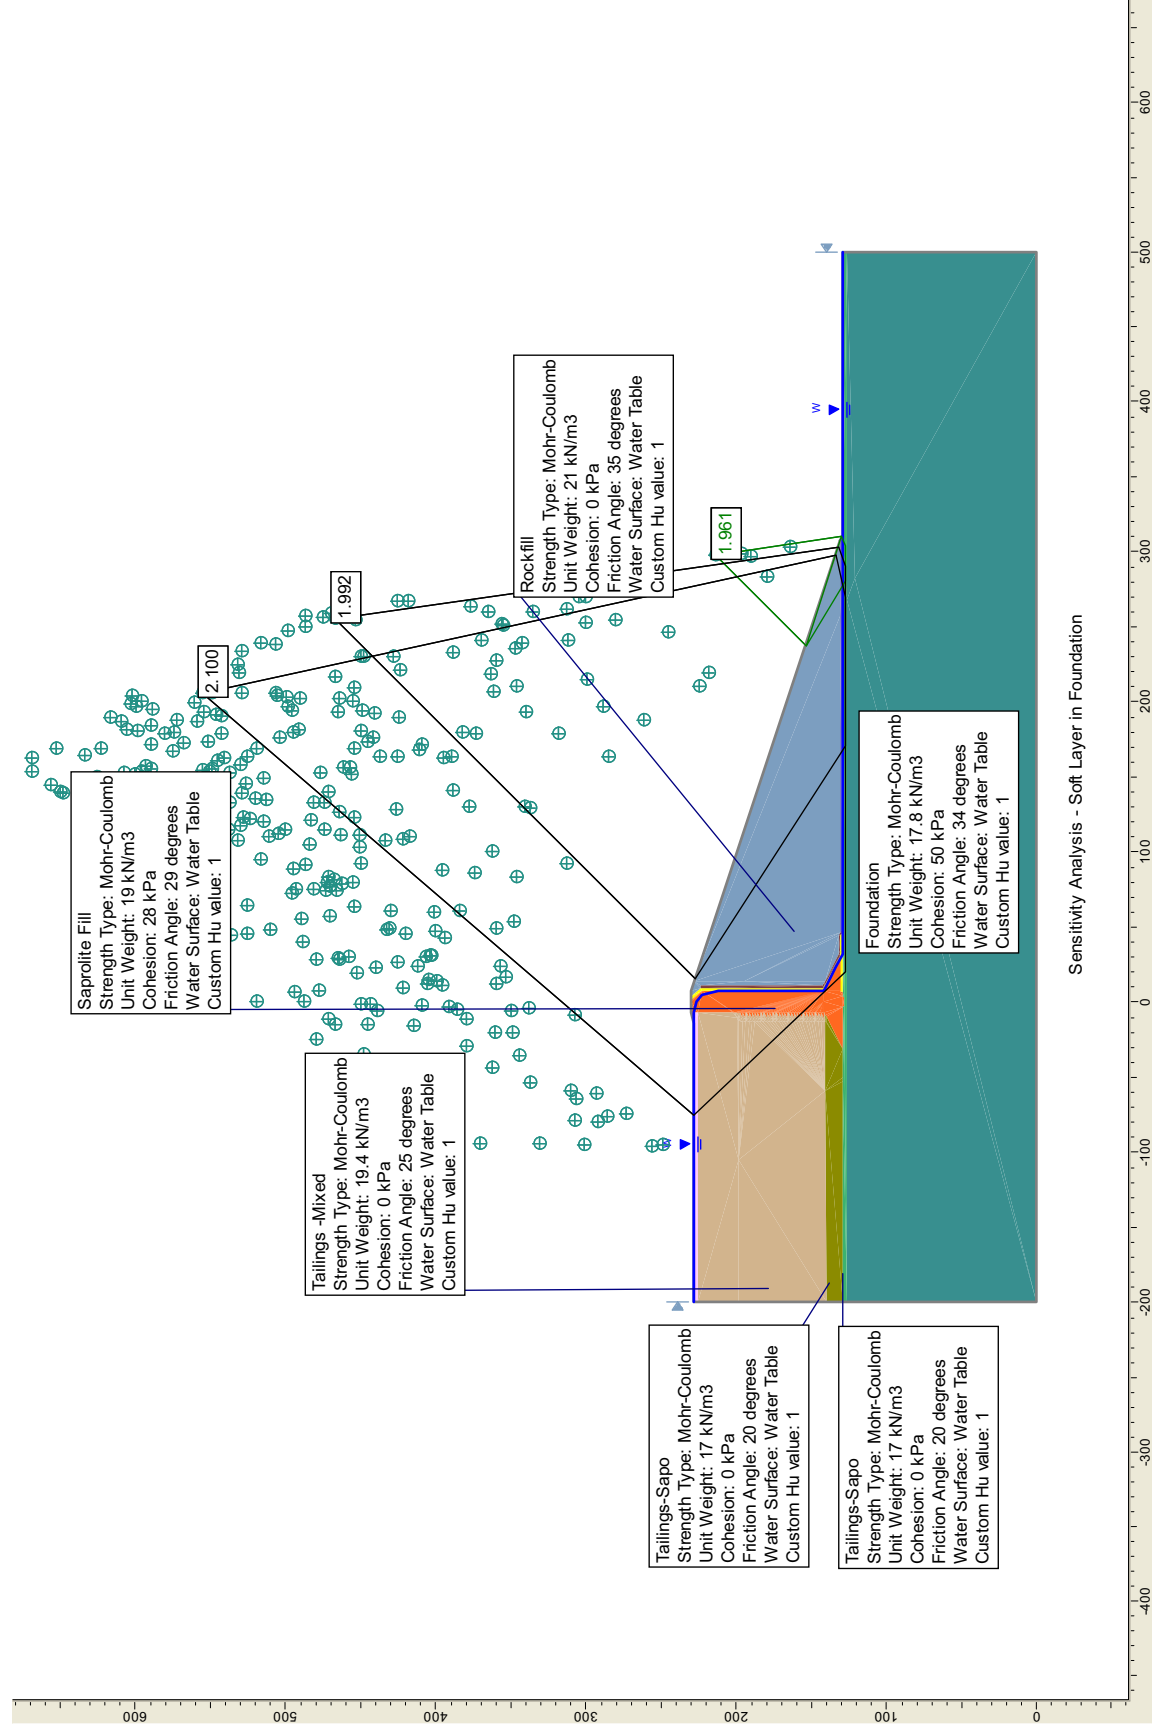 Saprolite Fill
Strength Type: Mohr-Coulomb
Unit Weight: 19 kN/m3
Cohesion: 28 kPa
Friction Angle: 29 degrees
Water Surface: Water Table
Custom Hu value: 1
2.100
1.992
Tailings -Mixed
Strength Type: Mohr-Coulomb
Unit Weight: 19.4 kN/m3
Cohesion: 0 kPa
Friction Angle: 25 degrees
Water Surface: Water Table
Custom Hu value: 1
Rockfill
Strength Type: Mohr-Coulomb
Unit Weight: 21 kN/m3
Cohesion: 0 kPa
Friction Angle: 35 degrees
Water Surface: Water Table
Custom Hu value: 1
1.961
W
Tailings-Sapo
Strength Type: Mohr-Coulomb
Unit Weight: 17 kN/m3
Cohesion: 0 kPa
Friction Angle: 20 degrees
Water Surface: Water Table
Custom Hu value: 1
Tailings-Sapo
Strength Type: Mohr-Coulomb
Unit Weight: 17 kN/m3
Cohesion: 0 kPa
Friction Angle: 20 degrees
Water Surface: Water Table
Custom Hu value: 1
Foundation
Strength Type: Mohr-Coulomb
Unit Weight: 17.8 kN/m3
Cohesion: 50 kPa
Friction Angle: 34 degrees
Water Surface: Water Table
Custom Hu value: 1
Sensitivity Analysis - Soft Layer in Foundation
600
500
400
300
200
100
0
-400
-300
-200
-100
0
100
200
300
400
500
600